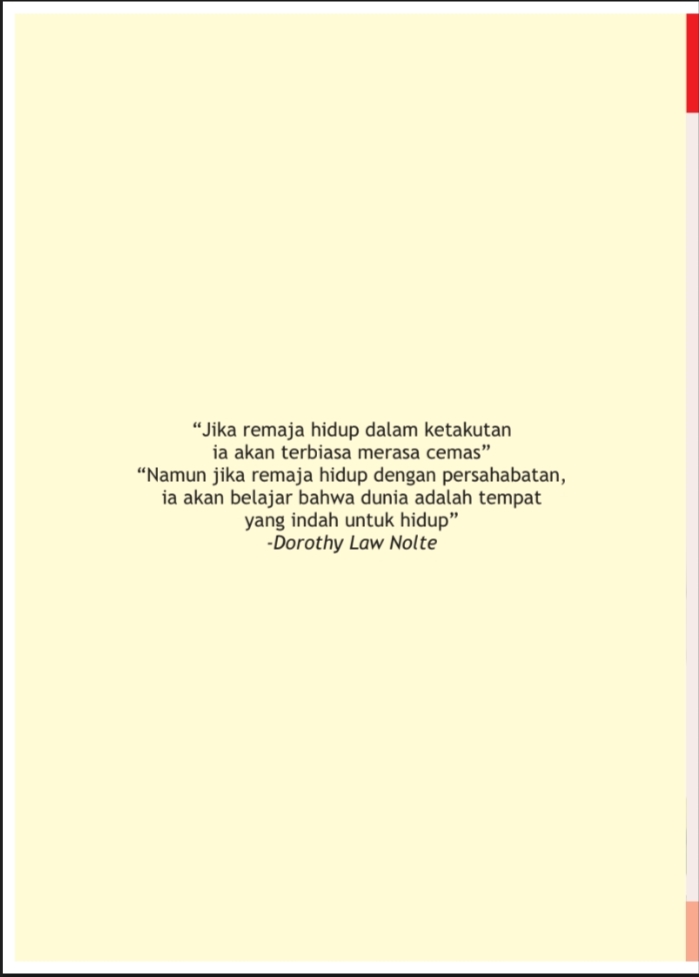 “Jika remaja hidup dalam ketakutan
ia akan terbiasa merasa cemas”
“Namun jika remaja hidup dengan persahabatan,
ia akan belajar bahwa dunia adalah tempat
yang indah untuk hidup”
-Dorothy Law Nolte